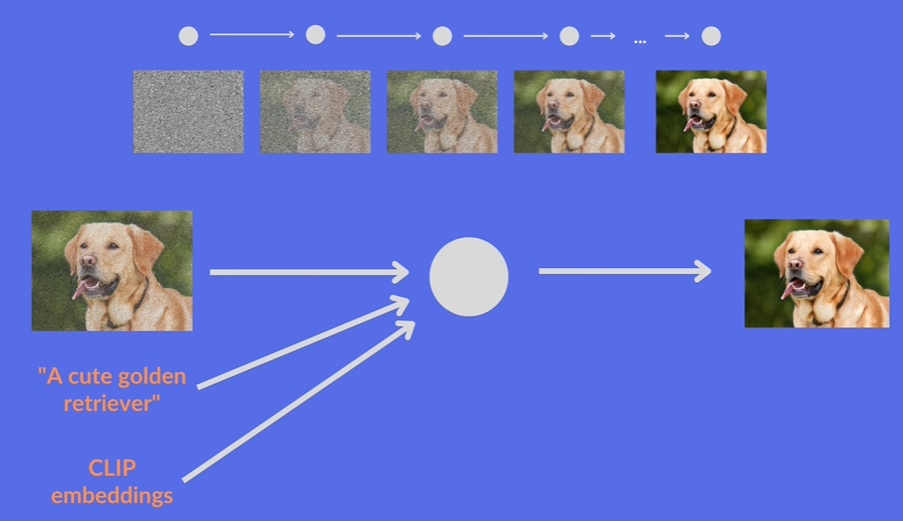 ...
"A cute golden
retriever"
CLIP
embeddings